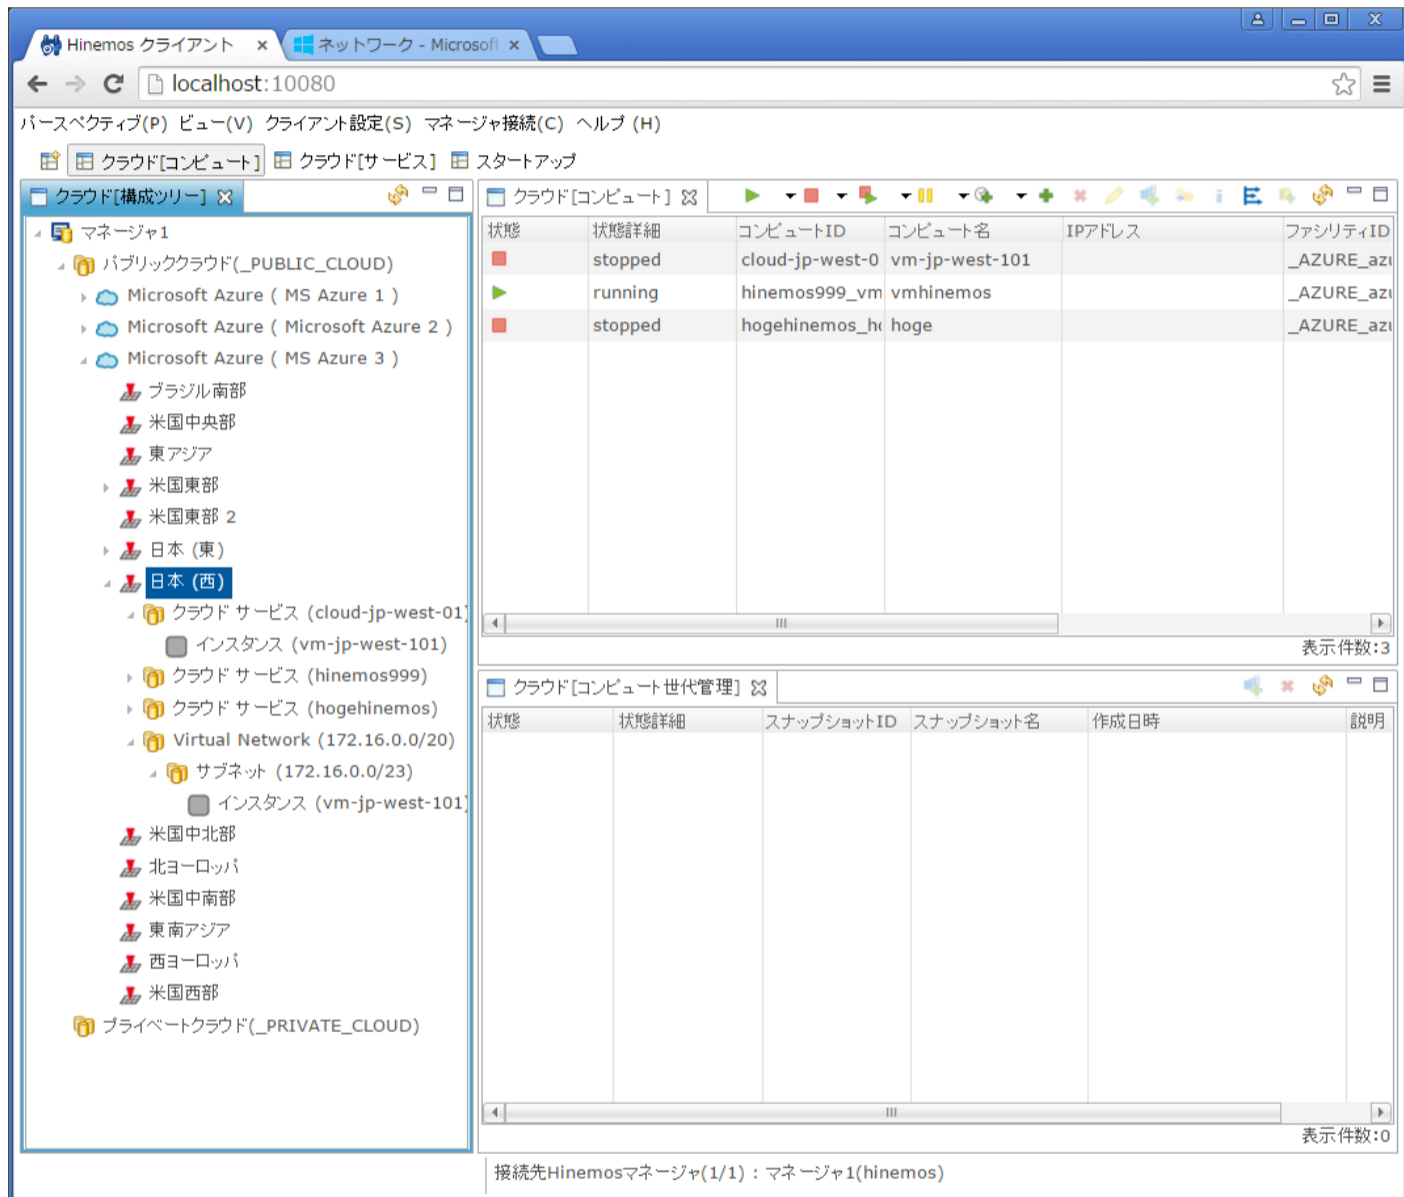 Hinemos クライアント × ネットワーク - Microsoft ×
localhost:10080
パースペクティブ(P) ビュー(V) クライアント設定(S) マネージャ接続(C) ヘルプ (H)
クラウド[コンピュート] クラウド[サービス] スタートアップ
クラウド[構成ツリー]
マネージャ1
パブリッククラウド(_PUBLIC_CLOUD)
Microsoft Azure ( MS Azure 1 )
Microsoft Azure ( Microsoft Azure 2 )
Microsoft Azure ( MS Azure 3 )
ブラジル南部
米国中央部
東アジア
米国東部
米国東部 2
日本 (東)
日本 (西)
クラウド サービス (cloud-jp-west-01)
インスタンス (vm-jp-west-101)
クラウド サービス (hinemos999)
クラウド サービス (hogehinemos)
Virtual Network (172.16.0.0/20)
サブネット (172.16.0.0/23)
インスタンス (vm-jp-west-101)
米国中北部
北ヨーロッパ
米国中南部
東南アジア
西ヨーロッパ
米国西部
プライベートクラウド(_PRIVATE_CLOUD)
クラウド[コンピュート]
状態 状態詳細 コンピュートID コンピュート名 IPアドレス ファシリティID
stopped cloud-jp-west-0 vm-jp-west-101 _AZURE_azu
running hinemos999_vm vmhinemos _AZURE_azu
stopped hogehinemos_ho hoge _AZURE_azu
表示件数:3
クラウド[コンピュート世代管理]
状態 状態詳細 スナップショットID スナップショット名 作成日時 説明
表示件数:0
接続先Hinemosマネージャ(1/1) : マネージャ1(hinemos)